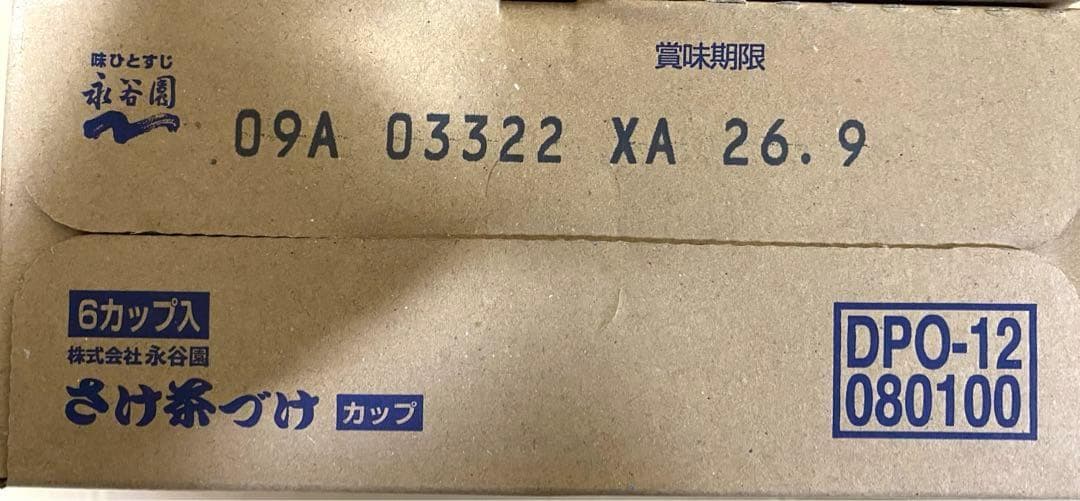 味ひとすじ
永谷園
賞味期限
09A 03322 XA 26.9
6カップ入
株式会社永谷園
さけ茶づけ カップ
DPO-12
080100